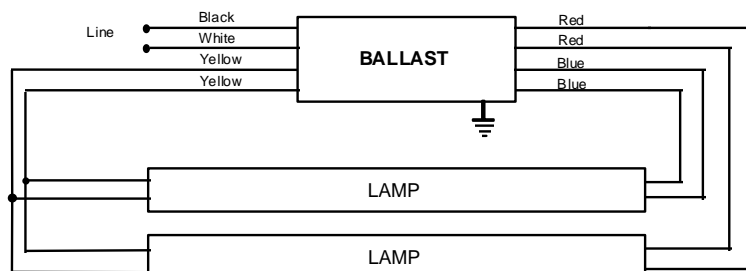 Line
Black
White
Yellow
Yellow
BALLAST
Red
Red
Blue
Blue
LAMP
LAMP